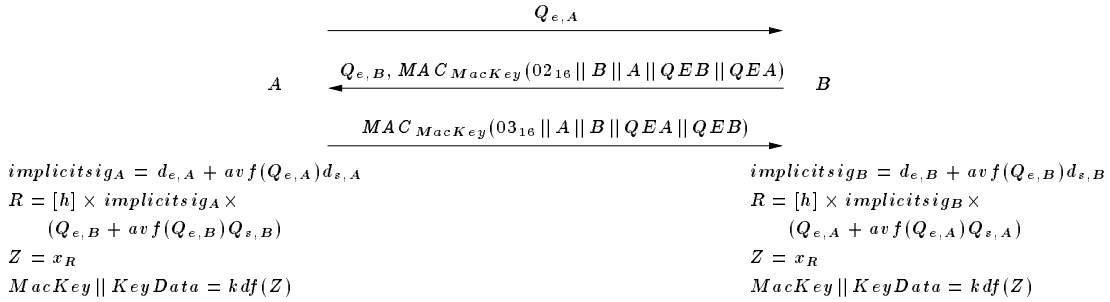 Q_{e,A}
Q_{e,B}, MAC_{MacKey}(02_{16} || B || A || QEB || QEA)
A
B
MAC_{MacKey}(03_{16} || A || B || QEA || QEB)
implicitsig_A = d_{e,A} + avf(Q_{e,A})d_{s,A}
R = [h] × implicitsig_A ×
(Q_{e,B} + avf(Q_{e,B})Q_{s,B})
Z = x_R
MacKey || KeyData = kdf(Z)
implicitsig_B = d_{e,B} + avf(Q_{e,B})d_{s,B}
R = [h] × implicitsig_B ×
(Q_{e,A} + avf(Q_{e,A})Q_{s,A})
Z = x_R
MacKey || KeyData = kdf(Z)